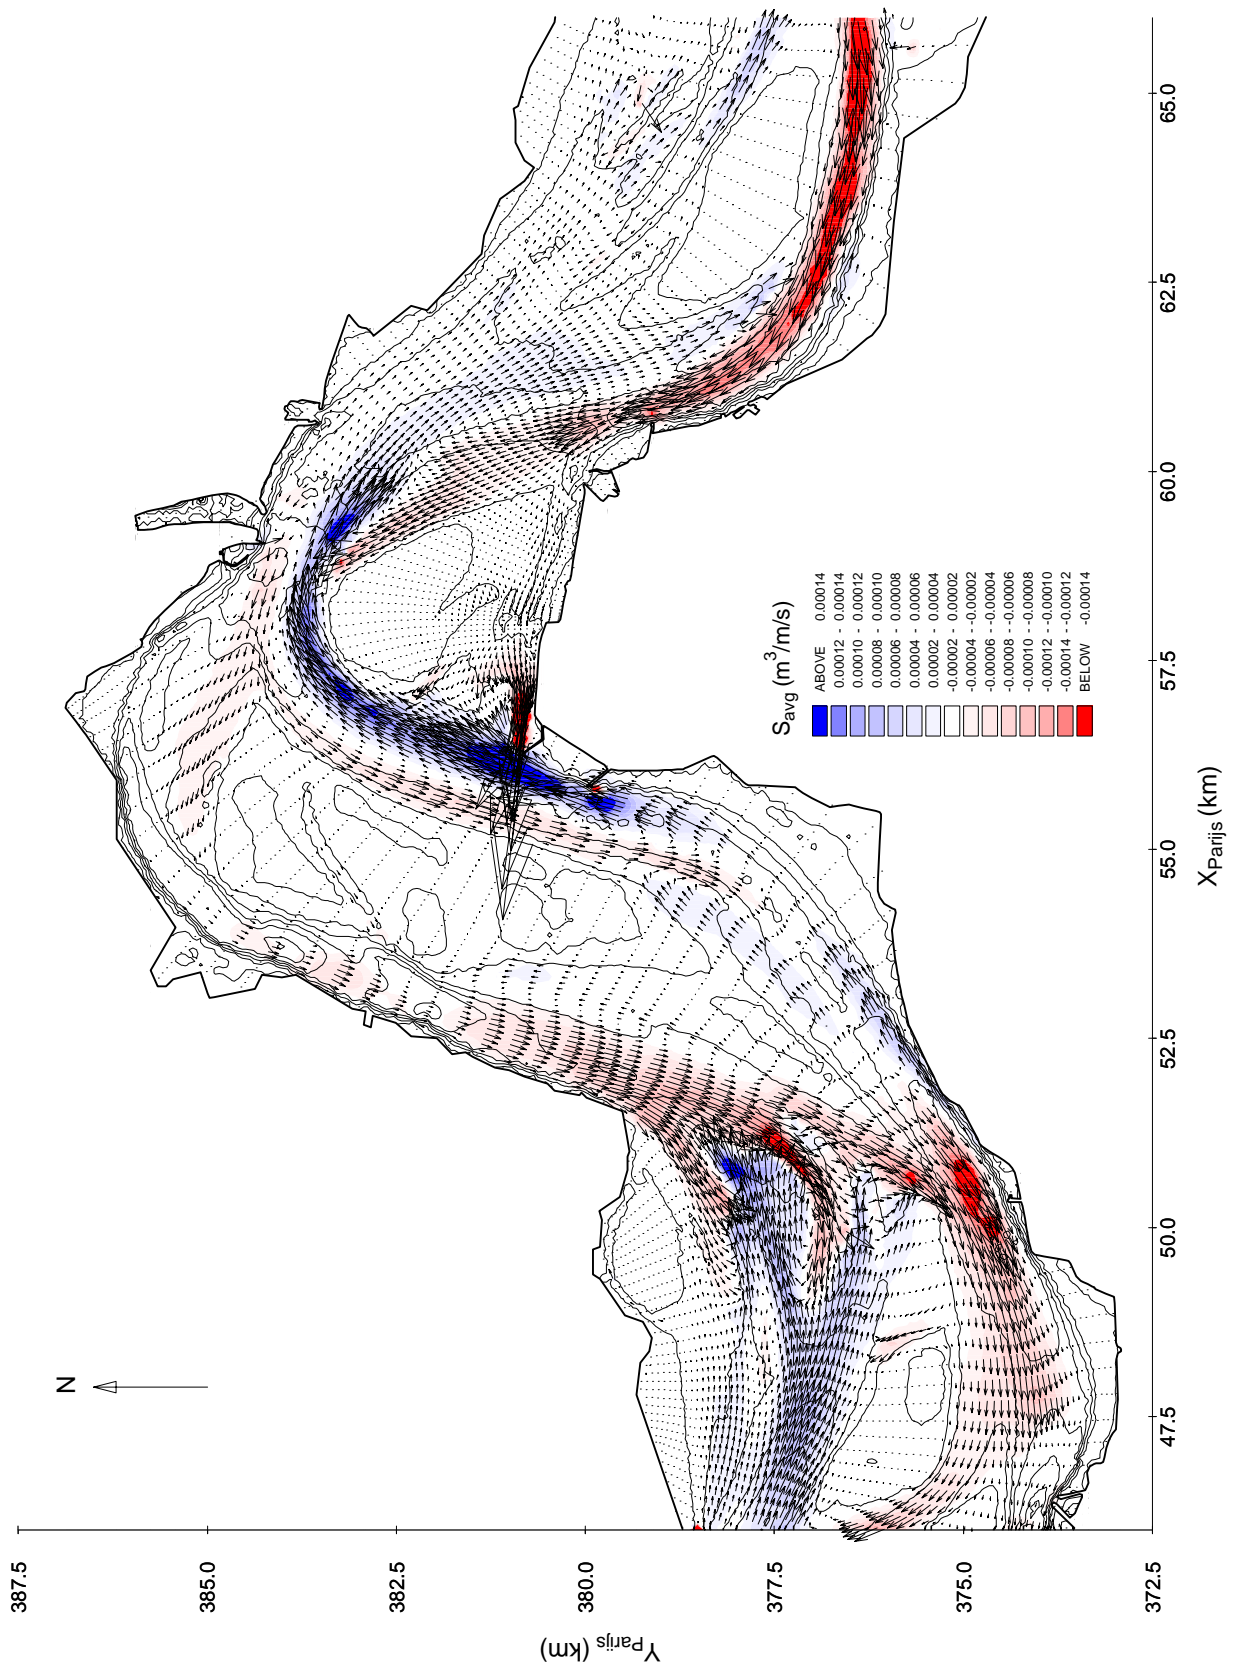 N
387.5
385.0
382.5
380.0
377.5
375.0
372.5
Y Parijs (km)
47.5
50.0
52.5
55.0
57.5
60.0
62.5
65.0
X Parijs (km)
S avg (m³/m/s)
ABOVE 0.00014
0.00012 - 0.00014
0.00010 - 0.00012
0.00008 - 0.00010
0.00006 - 0.00008
0.00004 - 0.00006
0.00002 - 0.00004
-0.00002 - 0.00002
-0.00004 - -0.00002
-0.00006 - -0.00004
-0.00008 - -0.00006
-0.00010 - -0.00008
-0.00012 - -0.00010
-0.00014 - -0.00012
BELOW -0.00014